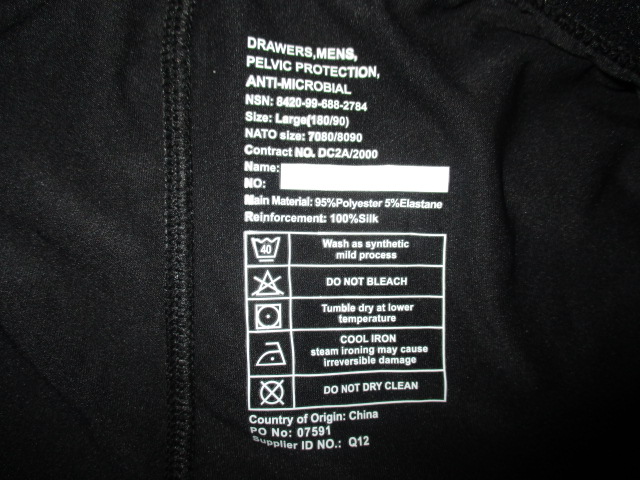 DRAWERS,MENS,
PELVIC PROTECTION,
ANTI-MICROBIAL
NSN: 8420-99-688-2784
Size: Large(180/90)
NATO size: 7080/8090
Contract NO. DC2A/2000
Name:
NO:
Main Material: 95%Polyester 5%Elastane
Reinforcement: 100%Silk
40
Wash as synthetic
mild process
DO NOT BLEACH
Tumble dry at lower
temperature
COOL IRON
steam ironing may cause
irreversible damage
DO NOT DRY CLEAN
Country of Origin: China
PO No: 07591
Supplier ID NO.: Q12